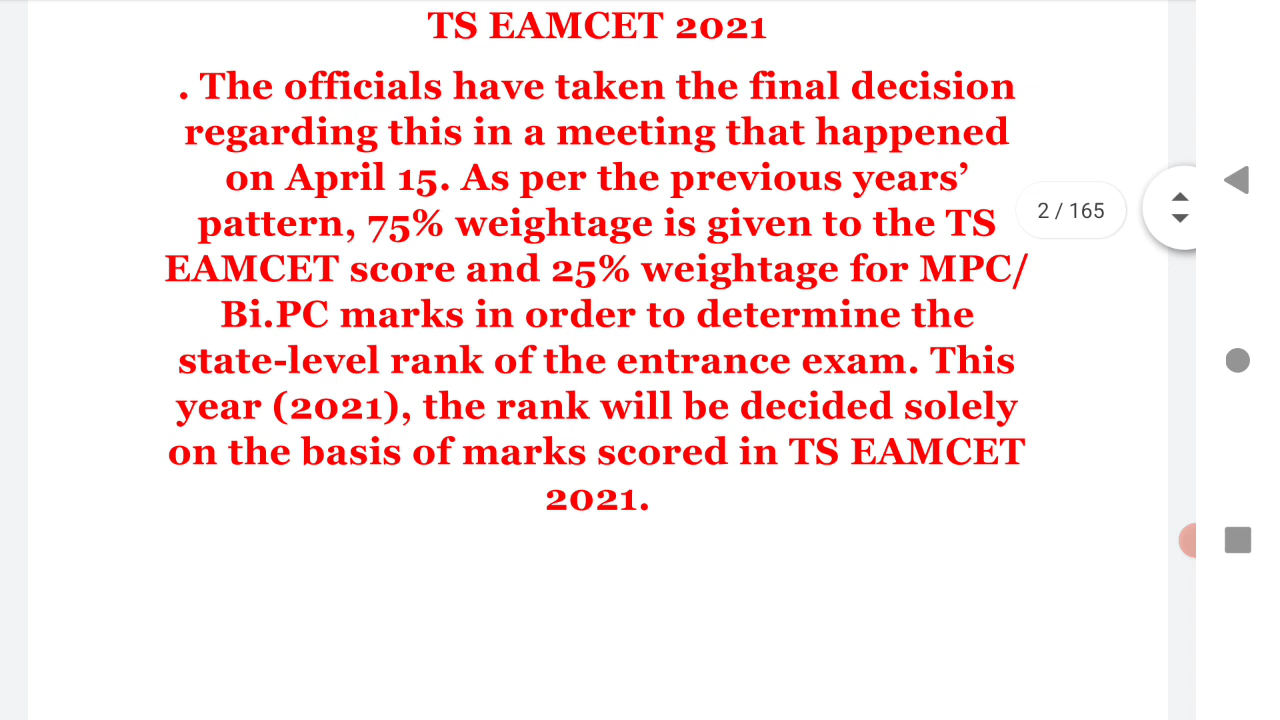 TS EAMCET 2021
. The officials have taken the final decision
regarding this in a meeting that happened
on April 15. As per the previous years’
pattern, 75% weightage is given to the TS
EAMCET score and 25% weightage for MPC/
Bi.PC marks in order to determine the
state-level rank of the entrance exam. This
year (2021), the rank will be decided solely
on the basis of marks scored in TS EAMCET
2021.
2 / 165